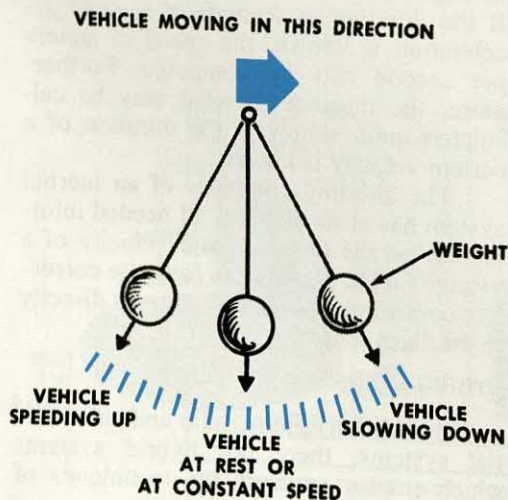 VEHICLE MOVING IN THIS DIRECTION
WEIGHT
VEHICLE
SPEEDING UP
VEHICLE
AT REST OR
AT CONSTANT SPEED
VEHICLE
SLOWING DOWN